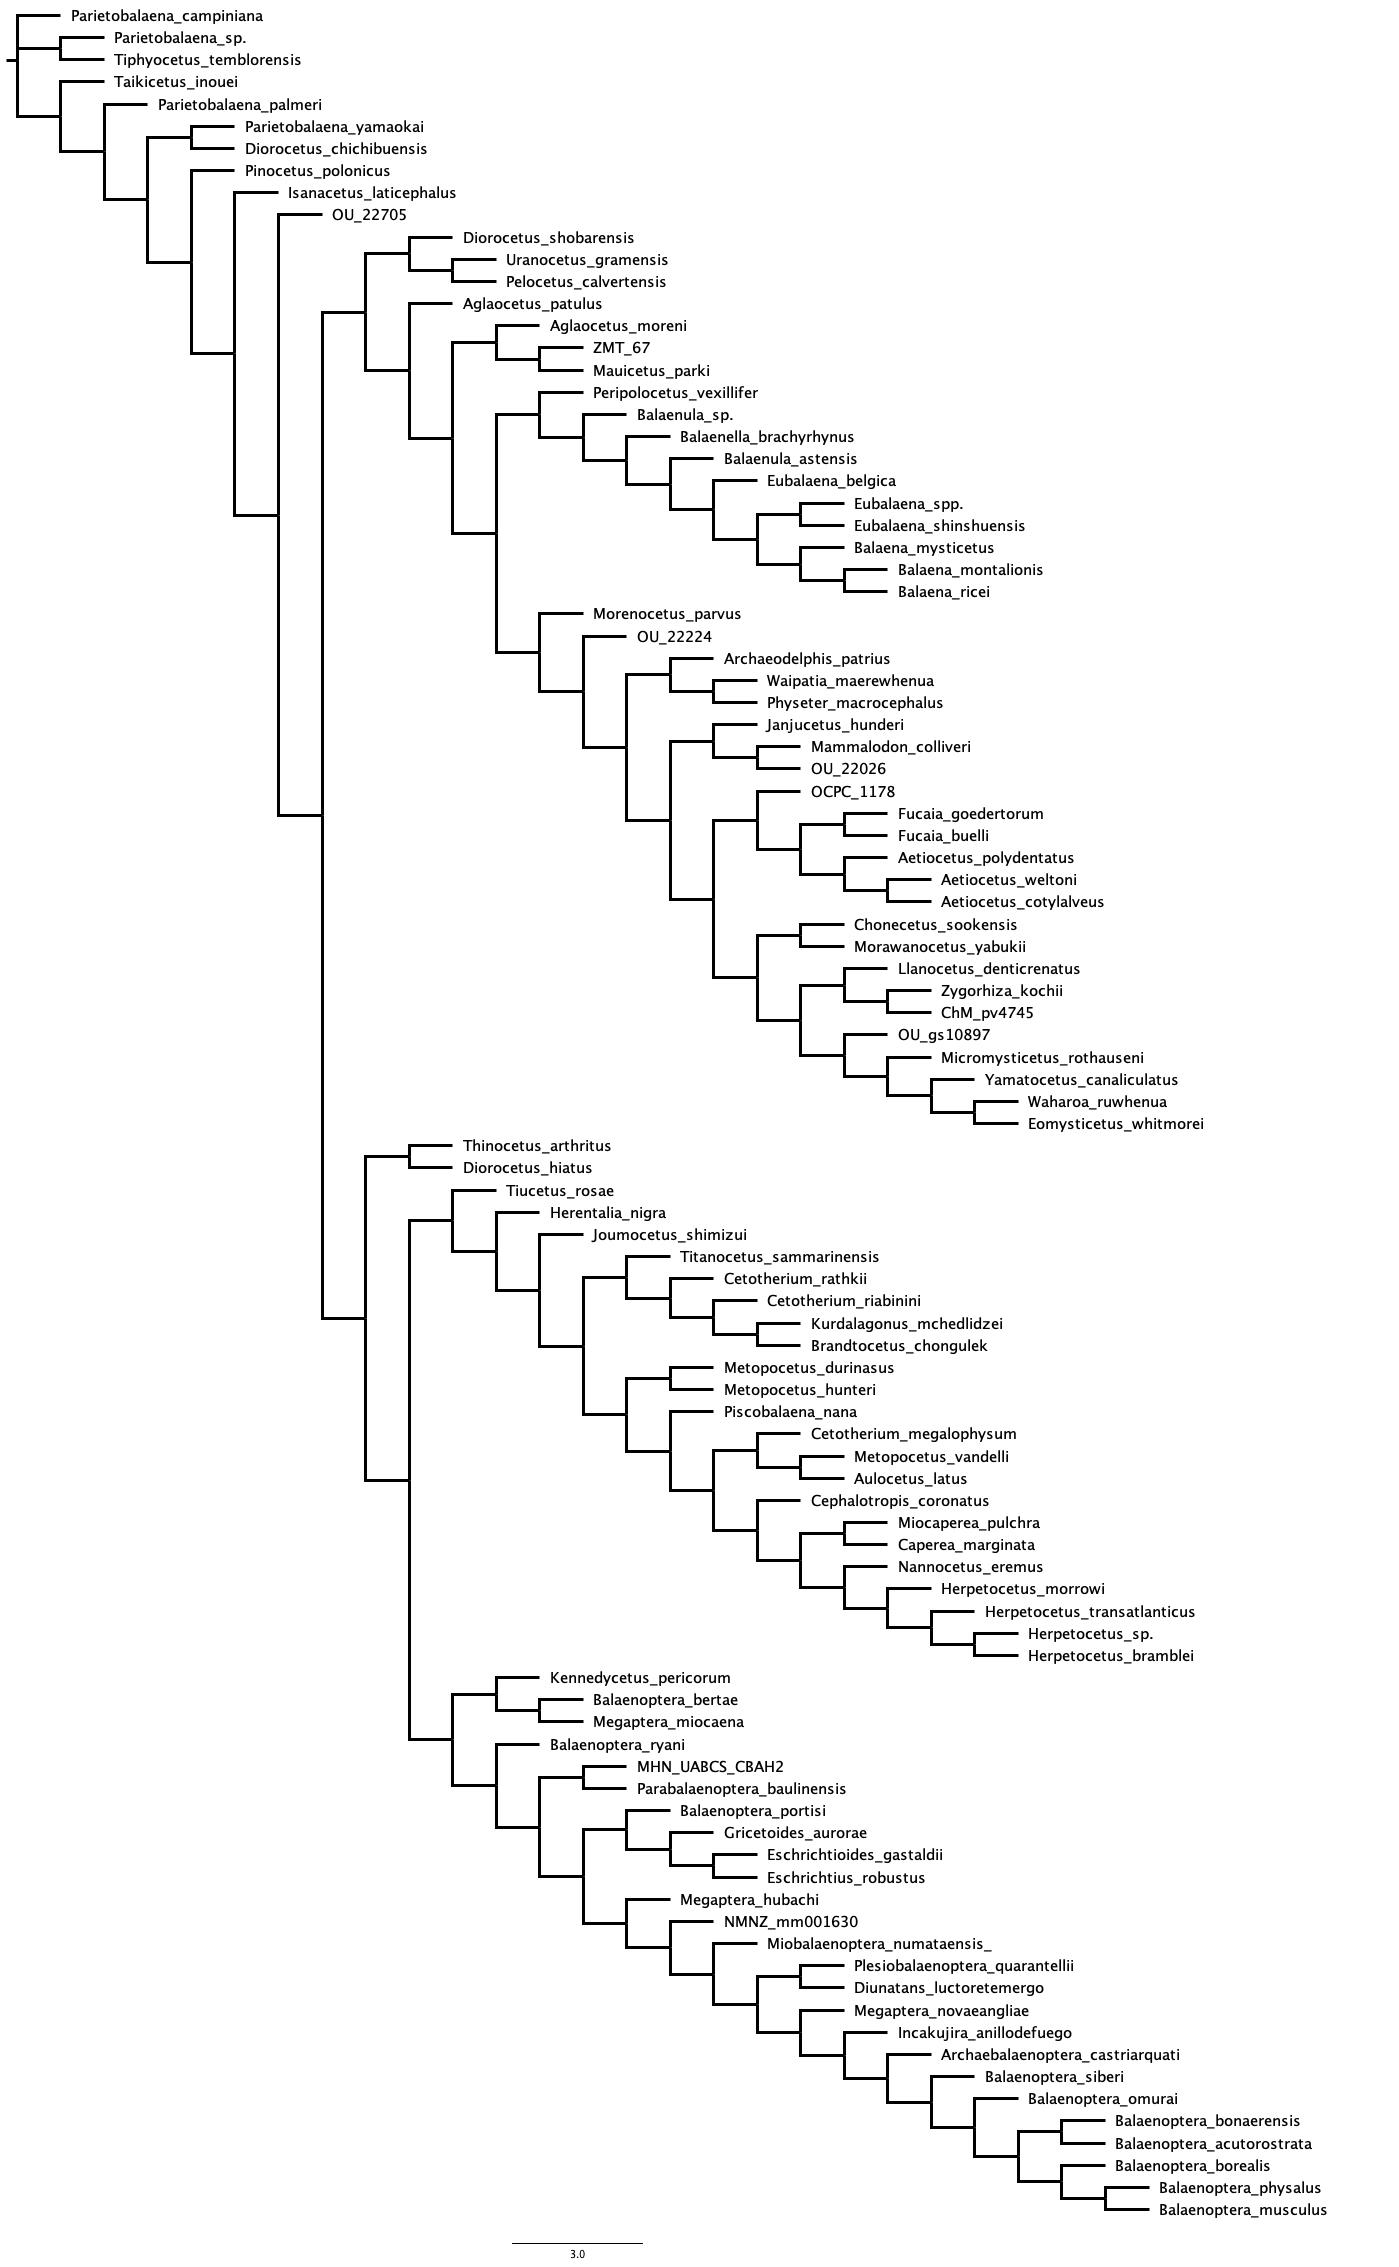 Parietobalaena_campiniana
Parietobalaena_sp.
Tiphyocetus_temblorensis
Taikicetus_inouei
Parietobalaena_palmeri
Parietobalaena_yamaokai
Diorocetus_chichibuensis
Pinocetus_polonicus
Isanacetus_laticephalus
OU_22705
Diorocetus_shobarensis
Uranocetus_gramensis
Pelocetus_calvertensis
Aglaocetus_patulus
Aglaocetus_moreni
ZMT_67
Mauicetus_parki
Peripolocetus_vexillifer
Balaenula_sp.
Balaenella_brachyrhynus
Balaenula_astensis
Eubalaena_belgica
Eubalaena_spp.
Eubalaena_shinshuensis
Balaena_mysticetus
Balaena_montalionis
Balaena_ricei
Morenocetus_parvus
OU_22224
Archaeodelphis_patrius
Waipatia_maerewhenua
Physeter_macrocephalus
Janjucetus_hunderi
Mammalodon_colliveri
OU_22026
OCPC_1178
Fucaia_goedertorum
Fucaia_buelli
Aetiocetus_polydentatus
Aetiocetus_weltoni
Aetiocetus_cotylalveus
Chonecetus_sookensis
Morawanocetus_yabukii
Llanocetus_denticrenatus
Zygorhiza_kochii
ChM_pv4745
OU_gs10897
Micromysticetus_rothauseni
Yamatocetus_canaliculatus
Waharoa_ruwhenua
Eomysticetus_whitmorei
Thinocetus_arthritus
Diorocetus_hiatus
Tiucetus_rosae
Herentalia_nigra
Joumocetus_shimizui
Titanocetus_sammarinensis
Cetotherium_rathkii
Cetotherium_riabinini
Kurdalagonus_mchedlidzei
Brandtocetus_chongulek
Metopocetus_durinasus
Metopocetus_hunteri
Piscobalaena_nana
Cetotherium_megalophysum
Metopocetus_vandelli
Aulocetus_latus
Cephalotropis_coronatus
Miocaperea_pulchra
Caperea_marginata
Nannocetus_eremus
Herpetocetus_morrowi
Herpetocetus_transatlanticus
Herpetocetus_sp.
Herpetocetus_bramblei
Kennedycetus_pericorum
Balaenoptera_bertae
Megaptera_miocaena
Balaenoptera_ryani
MHN_UABCS_CBAH2
Parabalaenoptera_baulinensis
Balaenoptera_portisi
Gricetoides_aurorae
Eschrichtioides_gastaldii
Eschrichtius_robustus
Megaptera_hubachi
NMNZ_mm001630
Miobalaenoptera_numataensis_
Plesiobalaenoptera_quarantellii
Diunatans_luctoretemergo
Megaptera_novaeangliae
Incakujira_anillodefuego
Archaebalaenoptera_castriarquati
Balaenoptera_siberi
Balaenoptera_omurai
Balaenoptera_bonaerensis
Balaenoptera_acutorostrata
Balaenoptera_borealis
Balaenoptera_physalus
Balaenoptera_musculus
3.0